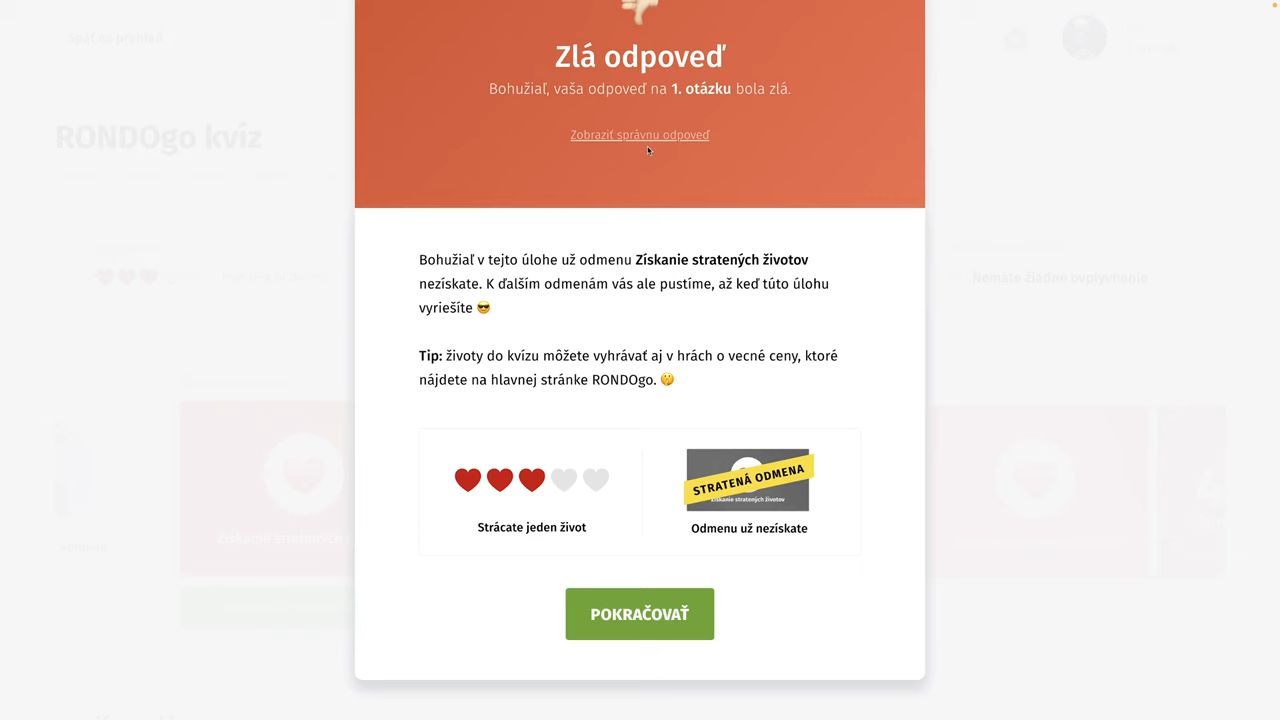 Späť na prehľad
RONDOgo kvíz
Zlá odpoveď
Bohužiaľ, vaša odpoveď na 1. otázku bola zlá.
Zobraziť správnu odpoveď
Bohužiaľ v tejto úlohe už odmenu Získanie stratených životov
nezískate. K ďalším odmenám vás ale pustíme, až keď túto úlohu
vyriešíte 😎
Nemáte žiadne ovplyvnenie
Tip: životy do kvízu môžete vyhrávať aj v hrách o vecné ceny, ktoré
nájdete na hlavnej stránke RONDOgo. 🤫
STRATENÁ ODMENA
Získanie stratených životov
Strácate jeden život
Odmenu už nezískate
Získanie stratených
POKRAČOVAŤ